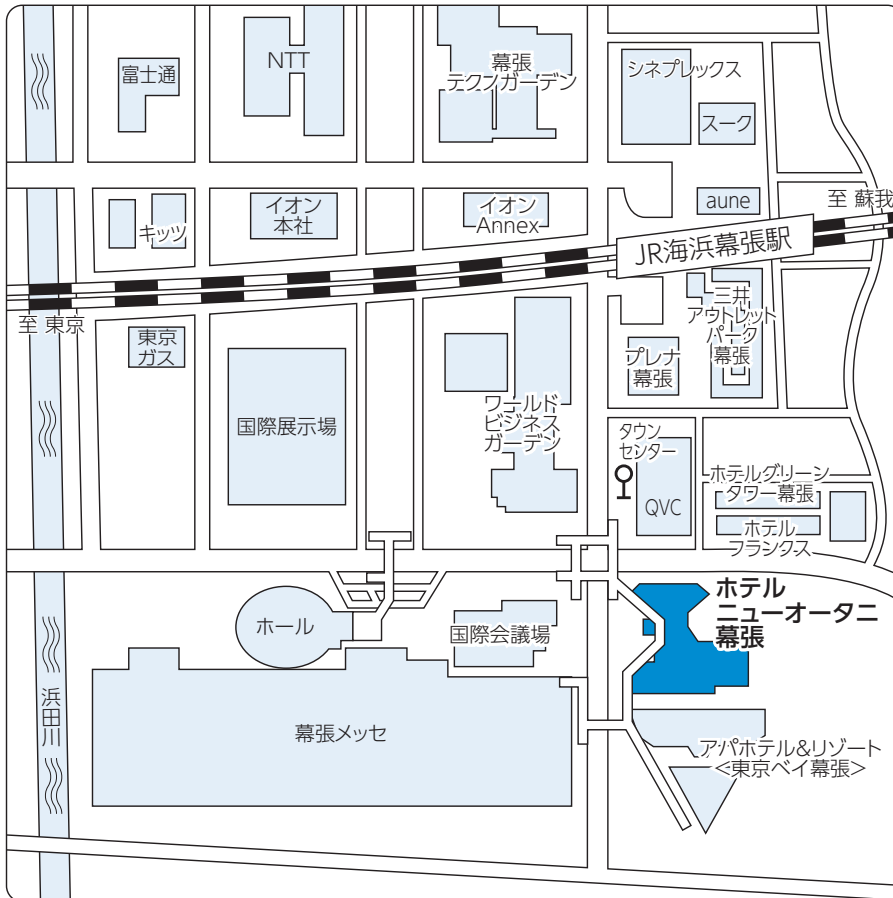 富士通
NTT
幕張
テクノガーデン
シネプレックス
スーク
キッツ
イオン
本社
イオン
Annex
aune
至 蘇我
JR海浜幕張駅
至 東京
東京
ガス
国際展示場
ワールド
ビジネス
ガーデン
プレナ
幕張
三井
アウトレット
パーク
幕張
タウン
センター
QVC
ホテルグリーン
タワー幕張
ホテル
フランクス
ホール
国際会議場
ホテル
ニューオータニ
幕張
浜田川
幕張メッセ
アパホテル&リゾート
<東京ベイ幕張>